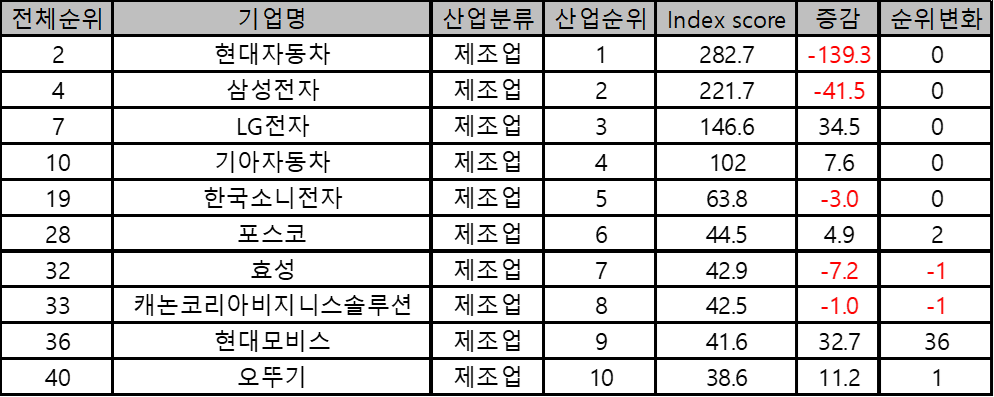 전체순위 기업명 산업분류 산업순위 Index score 증감 순위변화
2 현대자동차 제조업 1 282.7 -139.3 0
4 삼성전자 제조업 2 221.7 -41.5 0
7 LG전자 제조업 3 146.6 34.5 0
10 기아자동차 제조업 4 102 7.6 0
19 한국소니전자 제조업 5 63.8 -3.0 0
28 포스코 제조업 6 44.5 4.9 2
32 효성 제조업 7 42.9 -7.2 -1
33 캐논코리아비지니스솔루션 제조업 8 42.5 -1.0 -1
36 현대모비스 제조업 9 41.6 32.7 36
40 오뚜기 제조업 10 38.6 11.2 1